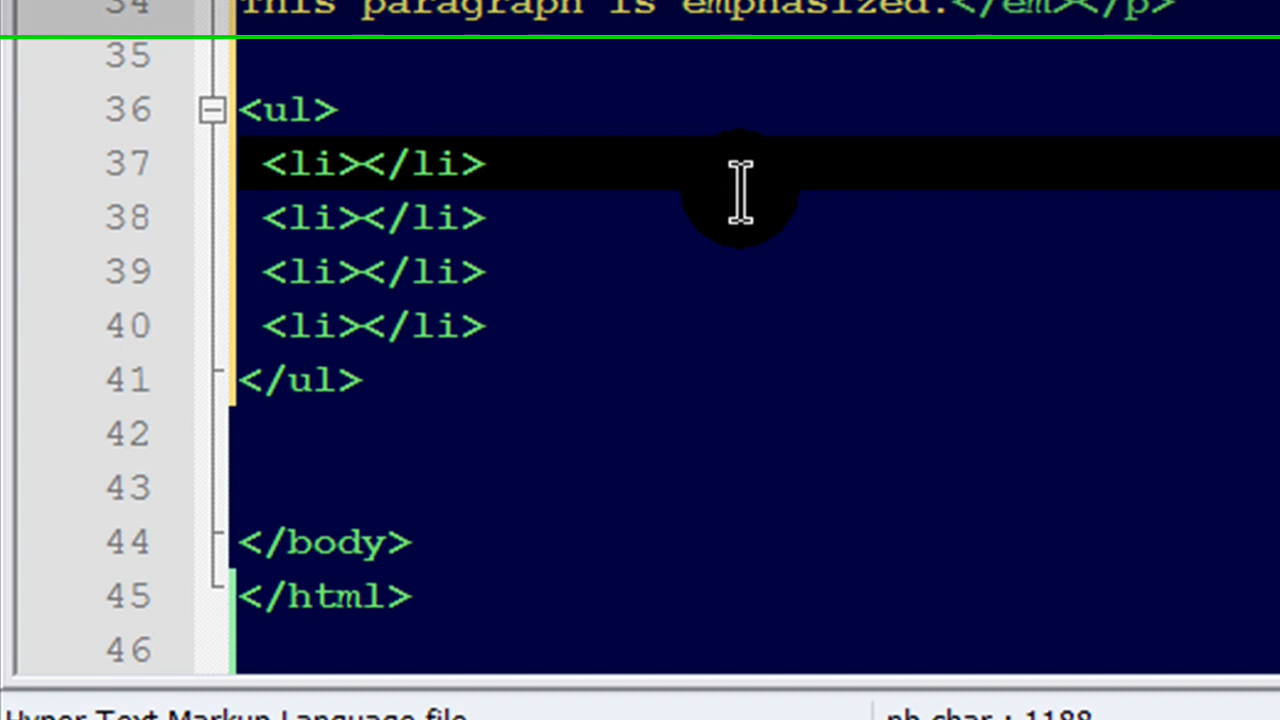 34 This paragraph is emphasized.</em></p>
35
36 <ul>
37 <li></li>
38 <li></li>
39 <li></li>
40 <li></li>
41 </ul>
42
43
44 </body>
45 </html>
46
Hyper Text Markup Language file nb char : 1188